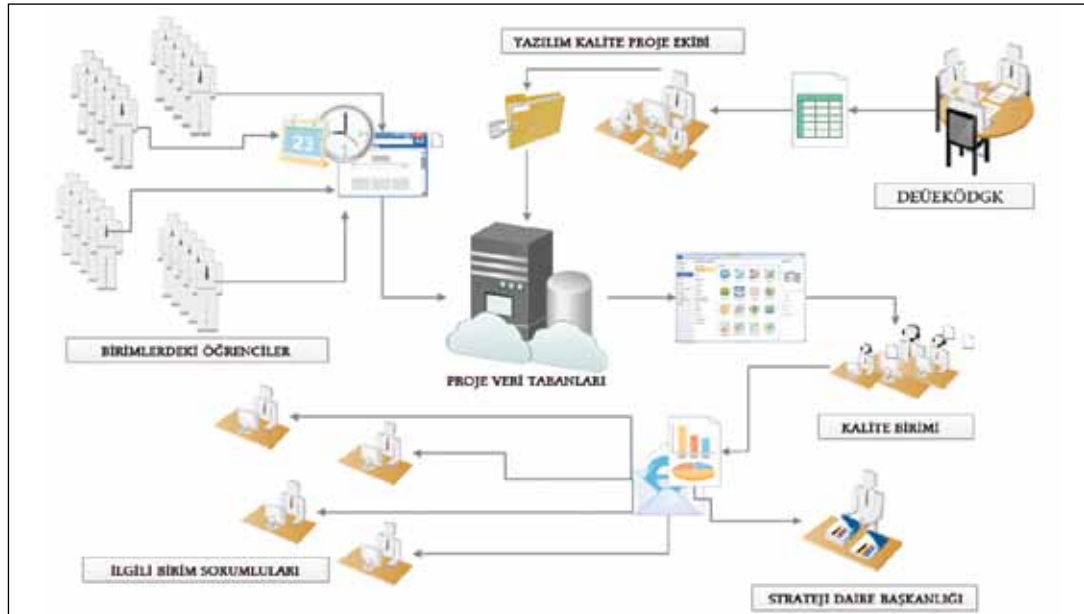 YAZILIM KALİTE PROJE EKİBİ
23
DEÜEKÖDGK
BİRİMLERDEKİ ÖĞRENCİLER
PROJE VERİ TABANLARI
KALİTE BİRİMİ
İLGİLİ BİRİM SORUMLULARI
STRATEJİ DAİRE BAŞKANLIĞI